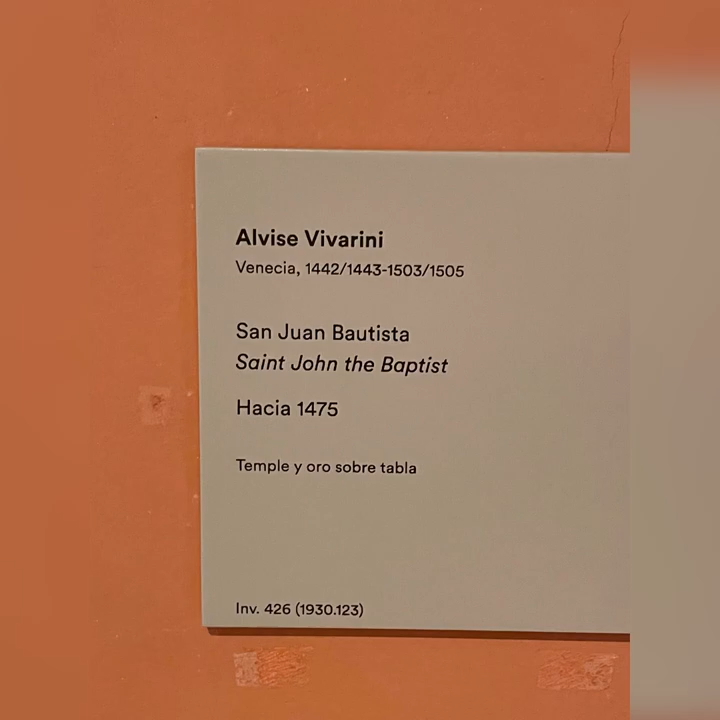 Alvise Vivarini
Venecia, 1442/1443-1503/1505
San Juan Bautista
Saint John the Baptist
Hacia 1475
Temple y oro sobre tabla
Inv. 426 (1930.123)